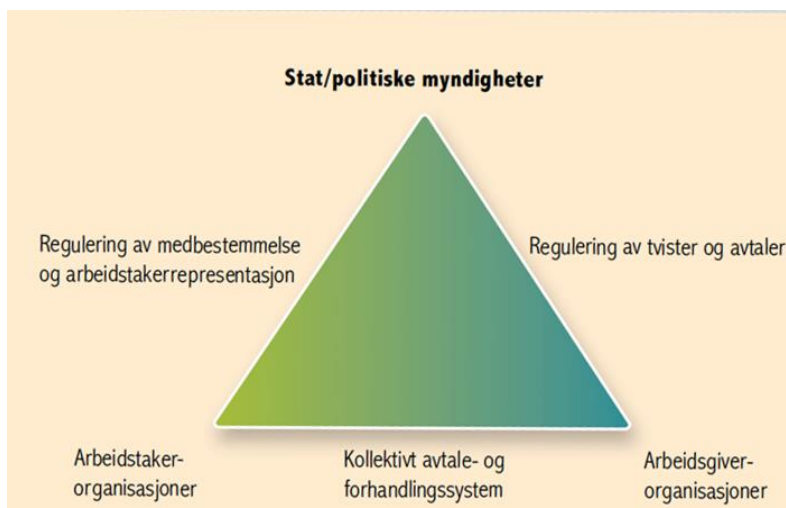 Stat/politiske myndigheter
Regulering av medbestemmelse
og arbeidstakerrepresentasjon
Regulering av tvister og avtaler
Arbeidstaker-
organisasjoner
Kollektivt avtale- og
forhandlingssystem
Arbeidsgiver-
organisasjoner